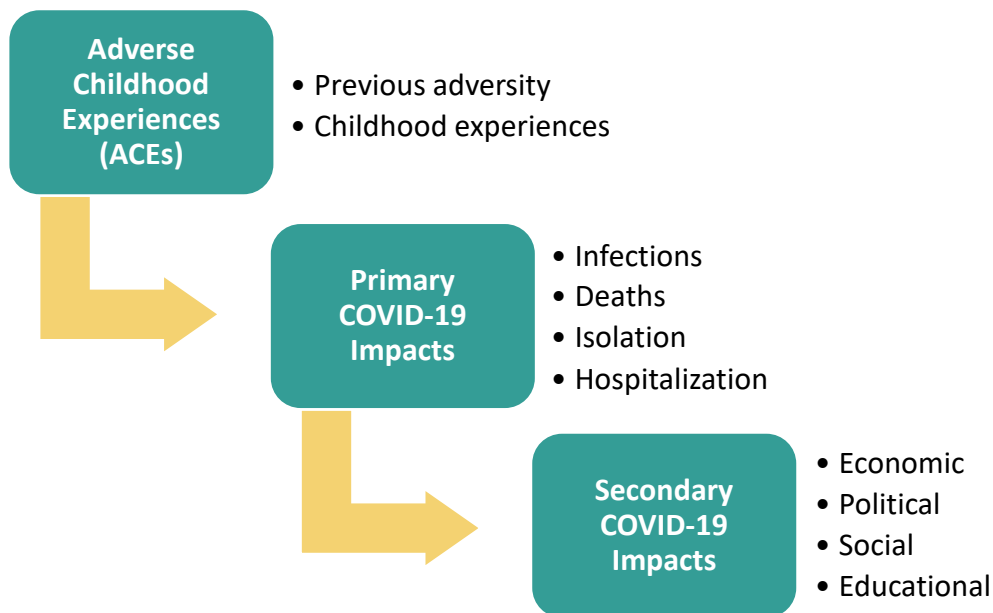 Adverse
Childhood
Experiences
(ACEs)
• Previous adversity
• Childhood experiences
Primary
COVID-19
Impacts
• Infections
• Deaths
• Isolation
• Hospitalization
Secondary
COVID-19
Impacts
• Economic
• Political
• Social
• Educational